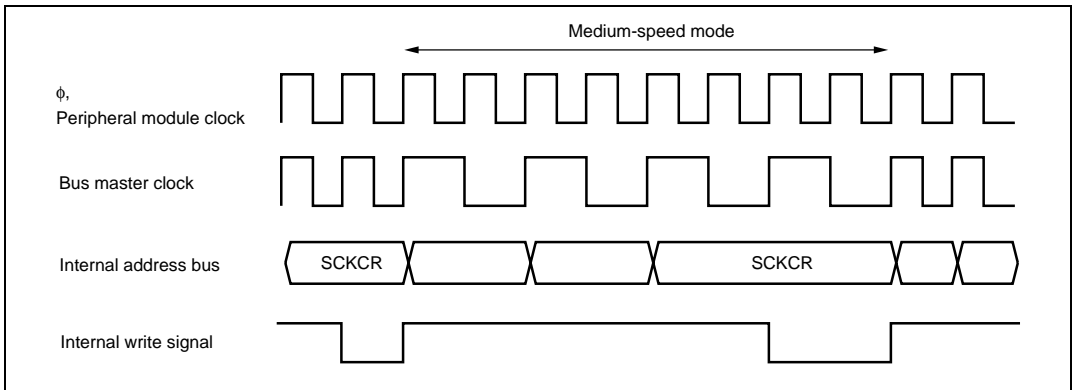 Medium-speed mode
ϕ,
Peripheral module clock
Bus master clock
Internal address bus
SCKCR
SCKCR
Internal write signal